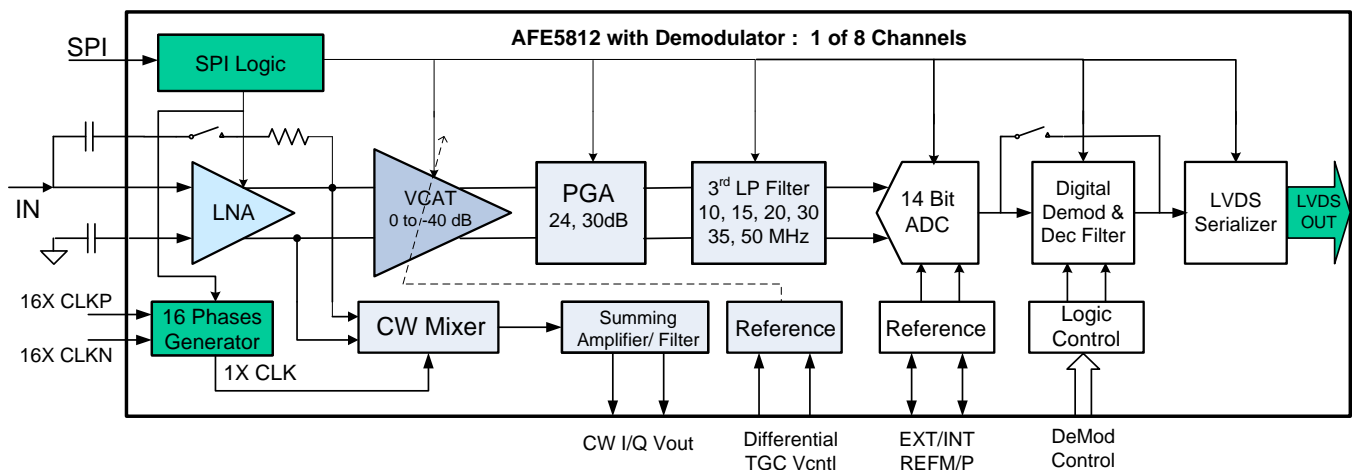 AFE5812 with Demodulator : 1 of 8 Channels
SPI
SPI Logic
IN
LNA
VCAT
0 to -40 dB
PGA
24, 30dB
3rd LP Filter
10, 15, 20, 30
35, 50 MHz
14 Bit
ADC
Digital
Demod &
Dec Filter
LVDS
Serializer
LVDS
OUT
16X CLKP
16X CLKN
16 Phases
Generator
1X CLK
CW Mixer
Summing
Amplifier/ Filter
Reference
Reference
Logic
Control
CW I/Q Vout
Differential
TGC Vcntl
EXT/INT
REFM/P
DeMod
Control